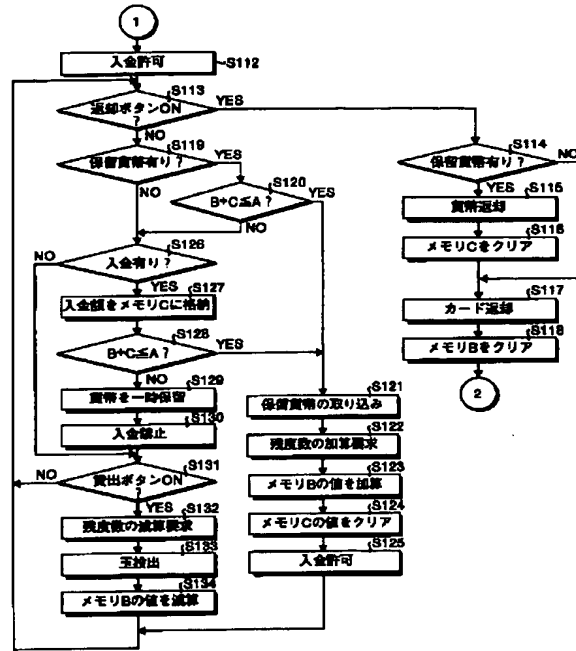 1
入金許可
S112
S113
返却ボタンON
?
YES
NO
S119
保留貨幣有り?
YES
NO
S120
B+C≦A?
YES
NO
S126
入金有り?
NO
YES
S127
入金額をメモリCに格納
S128
B+C≦A?
YES
NO
S129
貨幣を一時保留
S130
入金禁止
S131
貸出ボタンON
?
NO
YES
S132
残度数の減算要求
S133
玉検出
S134
メモリBの値を減算
S121
保留貨幣の取り込み
S122
残度数の加算要求
S123
メモリBの値を加算
S124
メモリCの値をクリア
S125
入金許可
S114
保留貨幣有り?
NO
YES
S115
貨幣返却
S116
メモリCをクリア
S117
カード返却
S118
メモリBをクリア
2